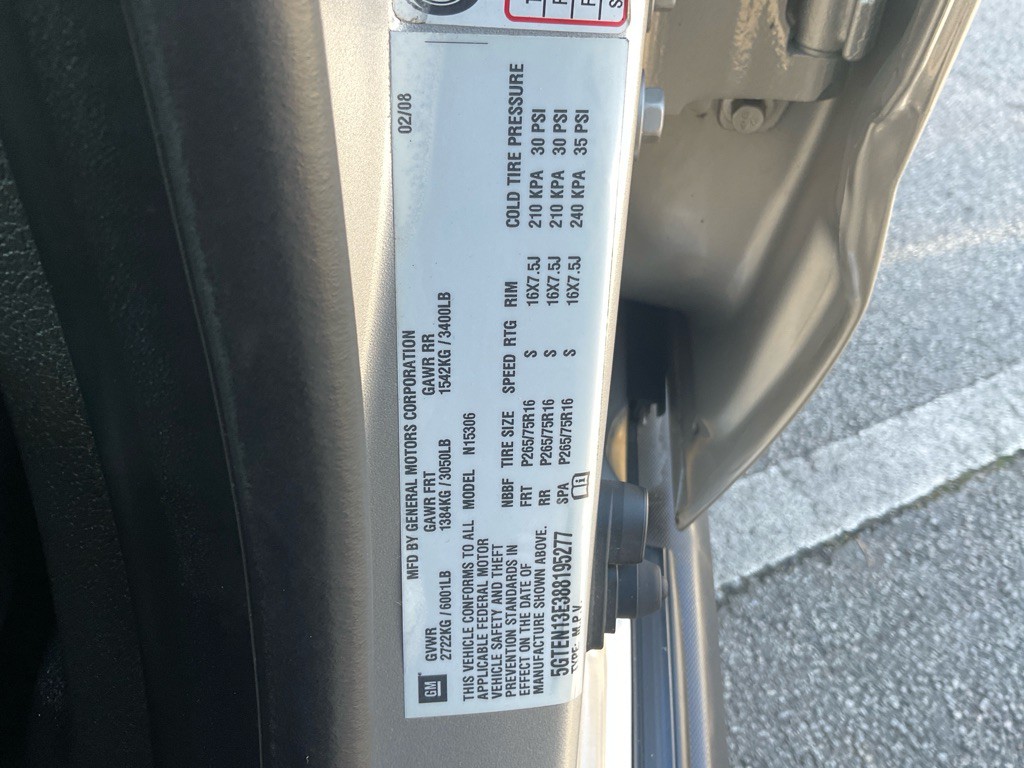 MFD BY GENERAL MOTORS CORPORATION 02/08
GVWR GAWR FRT GAWR RR
2722KG / 6001LB 1384KG / 3050LB 1542KG / 3400LB
GM
THIS VEHICLE CONFORMS TO ALL MODEL N15306
APPLICABLE FEDERAL MOTOR
VEHICLE SAFETY AND THEFT
PREVENTION STANDARDS IN
EFFECT ON THE DATE OF
MANUFACTURE SHOWN ABOVE.
5GTEN13E388195277
TYPE: M.P.V.
NBBF TIRE SIZE SPEED RTG RIM COLD TIRE PRESSURE
FRT P265/75R16 S 16X7.5J 210 KPA 30 PSI
RR P265/75R16 S 16X7.5J 210 KPA 30 PSI
SPA P265/75R16 S 16X7.5J 240 KPA 35 PSI